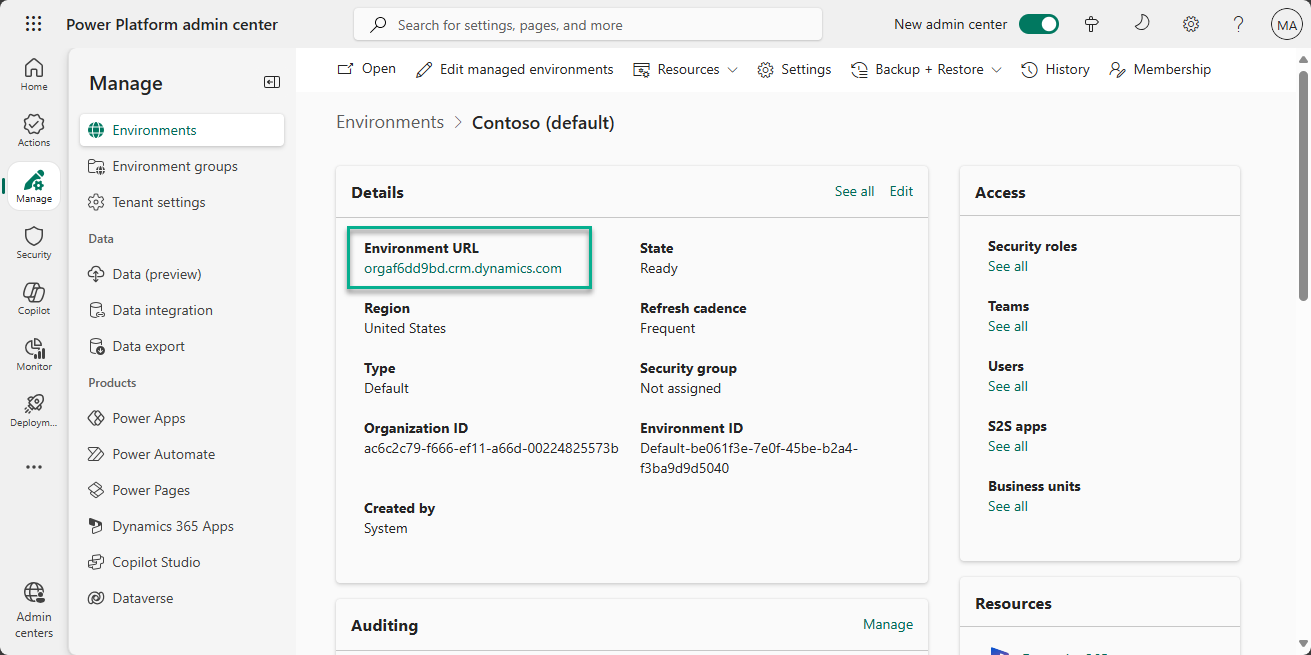 Power Platform admin center
Search for settings, pages, and more
New admin center
MA
Home
Actions
Manage
Security
Copilot
Monitor
Deploym...
Admin
centers
Manage
Environments
Environment groups
Tenant settings
Data
Data (preview)
Data integration
Data export
Products
Power Apps
Power Automate
Power Pages
Dynamics 365 Apps
Copilot Studio
Dataverse
Open
Edit managed environments
Resources
Settings
Backup + Restore
History
Membership
Environments > Contoso (default)
Details
See all
Edit
Environment URL
orgaf6dd9bd.crm.dynamics.com
State
Ready
Region
United States
Refresh cadence
Frequent
Type
Default
Security group
Not assigned
Organization ID
ac6c2c79-f666-ef11-a66d-00224825573b
Environment ID
Default-be061f3e-7e0f-45be-b2a4-
f3ba9d9d5040
Created by
System
Auditing
Manage
Access
Security roles
See all
Teams
See all
Users
See all
S2S apps
See all
Business units
See all
Resources